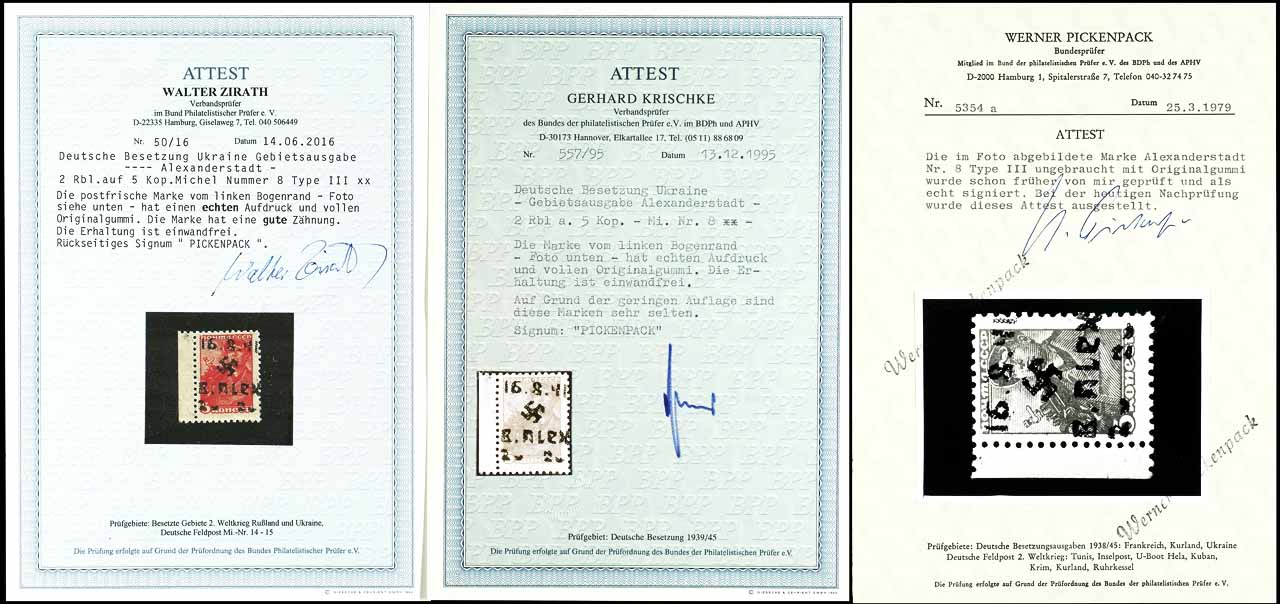 ATTEST
WALTER ZIRATH
Verbandsprüfer
im Bund Philatelistischer Prüfer e. V.
D-22335 Hamburg, Giselaweg 7, Tel. 040 506449
Nr. 50/16 Datum 14.06.2016
Deutsche Besetzung Ukraine Gebietsausgabe
---- Alexanderstadt -
2 Rbl.auf 5 Kop.Michel Nummer 8 Type III xx
Die postfrische Marke vom linken Bogenrand - Foto
siehe unten - hat einen echten Aufdruck und vollen
Originalgummi. Die Marke hat eine gute Zähnung.
Die Erhaltung ist einwandfrei.
Rückseitiges Signum " PICKENPACK ".
Walter Zirath
16.8.41
B.ALEX
Prüfgebiete: Besetzte Gebiete 2. Weltkrieg Rußland und Ukraine,
Deutsche Feldpost Mi.-Nr. 14 - 15
Die Prüfung erfolgte auf Grund der Prüfordnung des Bundes Philatelistischer Prüfer e.V.
ATTEST
GERHARD KRISCHKE
Verbandsprüfer
des Bundes der philatelistischen Prüfer e.V. im BDPh und APHV
D-30173 Hannover, Elkartallee 17, Tel. (05 11) 88 68 09
Nr. 557/95 Datum 13.12.1995
Deutsche Besetzung Ukraine
- Gebietsausgabe Alexanderstadt -
2 Rbl a. 5 Kop. - Mi. Nr. 8 xx -
Die Marke vom linken Bogenrand
- Foto unten - hat echten Aufdruck
und vollen Originalgummi. Die Er-
haltung ist einwandfrei.
Auf Grund der geringen Auflage sind
diese Marken sehr selten.
Signum: "PICKENPACK"
16.8.41
B.ALEX
Prüfgebiet: Deutsche Besetzung 1939/45
Die Prüfung erfolgte auf Grund der Prüfordnung des Bundes der Philatelistischen Prüfer e.V.
WERNER PICKENPACK
Bundesprüfer
Mitglied im Bund der philatelistischen Prüfer e. V. des BDPh und des APHV
D-2000 Hamburg 1, Spitalerstraße 7, Telefon 040-32 74 75
Nr. 5354 a Datum 25.3.1979
ATTEST
Die im Foto abgebildete Marke Alexanderstadt
Nr. 8 Type III ungebraucht mit Originalgummi
wurde schon früher von mir geprüft und als
echt signiert. Bei der heutigen Nachprüfung
wurde dieses Attest ausgestellt.
Werner Pickenpack
B.ALEX
Werner Pickenpack
Prüfgebiete: Deutsche Besetzungsausgaben 1938/45: Frankreich, Kurland, Ukraine
Deutsche Feldpost 2. Weltkrieg: Tunis, Inselpost, U-Boot Hela, Kuban,
Krim, Kurland, Ruhrkessel
Die Prüfung erfolgte auf Grund der Prüfordnung des Bundes der philatelistischen Prüfer e. V.